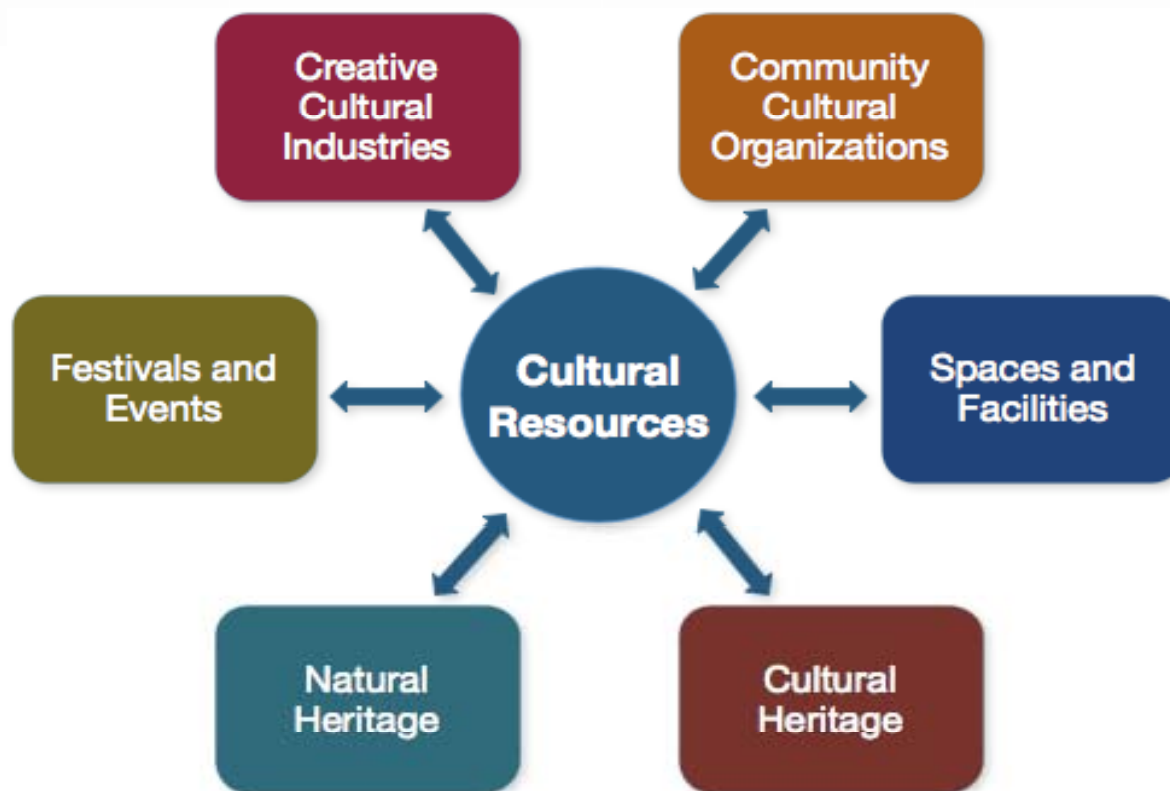 Creative
Cultural
Industries
Community
Cultural
Organizations
Festivals and
Events
Cultural
Resources
Spaces and
Facilities
Natural
Heritage
Cultural
Heritage